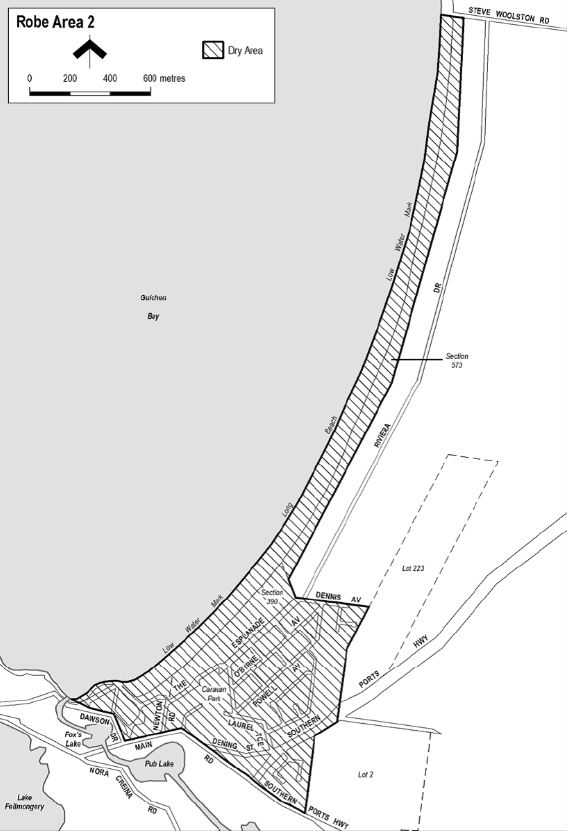 Robe Area 2
Dry Area
0 200 400 600 metres
STEVE WOOLSTON RD
Low Water Mark
DR
Guichen
Bay
Section
573
Long Beach
RIVIERA
Lot 223
Section
390
DENNIS AV
Low Water Mark
THE ESPLANADE
AV
O'BYRNE
AV
POWELL
PORTS HWY
Caravan
Park
NEWTON
RD
LAUREL
TCE
SOUTHERN
DENING ST
DAWSON
DR
Fox's
Lake
MAIN RD
Pub Lake
NORA CREINA RD
Lake
Fellmongery
Lot 2
SOUTHERN PORTS HWY